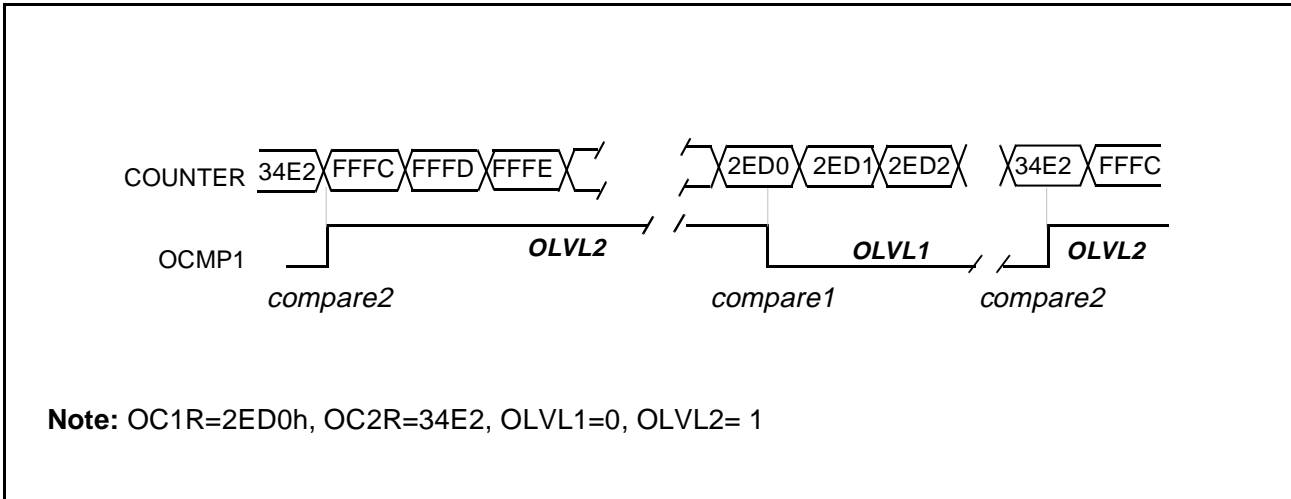 COUNTER 34E2 FFFC FFFD FFFE 2ED0 2ED1 2ED2 34E2 FFFC
OCMP1 OLVL2 OLVL1 OLVL2
compare2 compare1 compare2
Note: OC1R=2ED0h, OC2R=34E2, OLVL1=0, OLVL2= 1